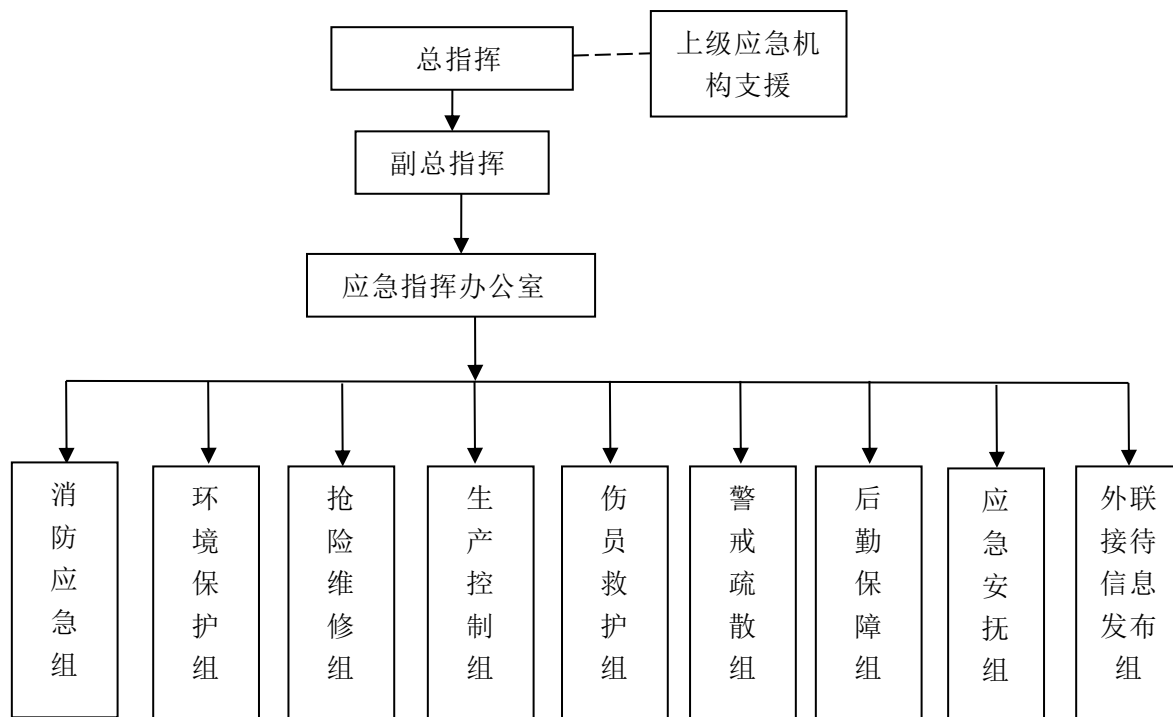 总指挥
上级应急机
构支援
副总指挥
应急指挥办公室
消防应急组
环境保护组
抢险维修组
生产控制组
伤员救护组
警戒疏散组
后勤保障组
应急安抚组
外联
接待
信息
发布
组